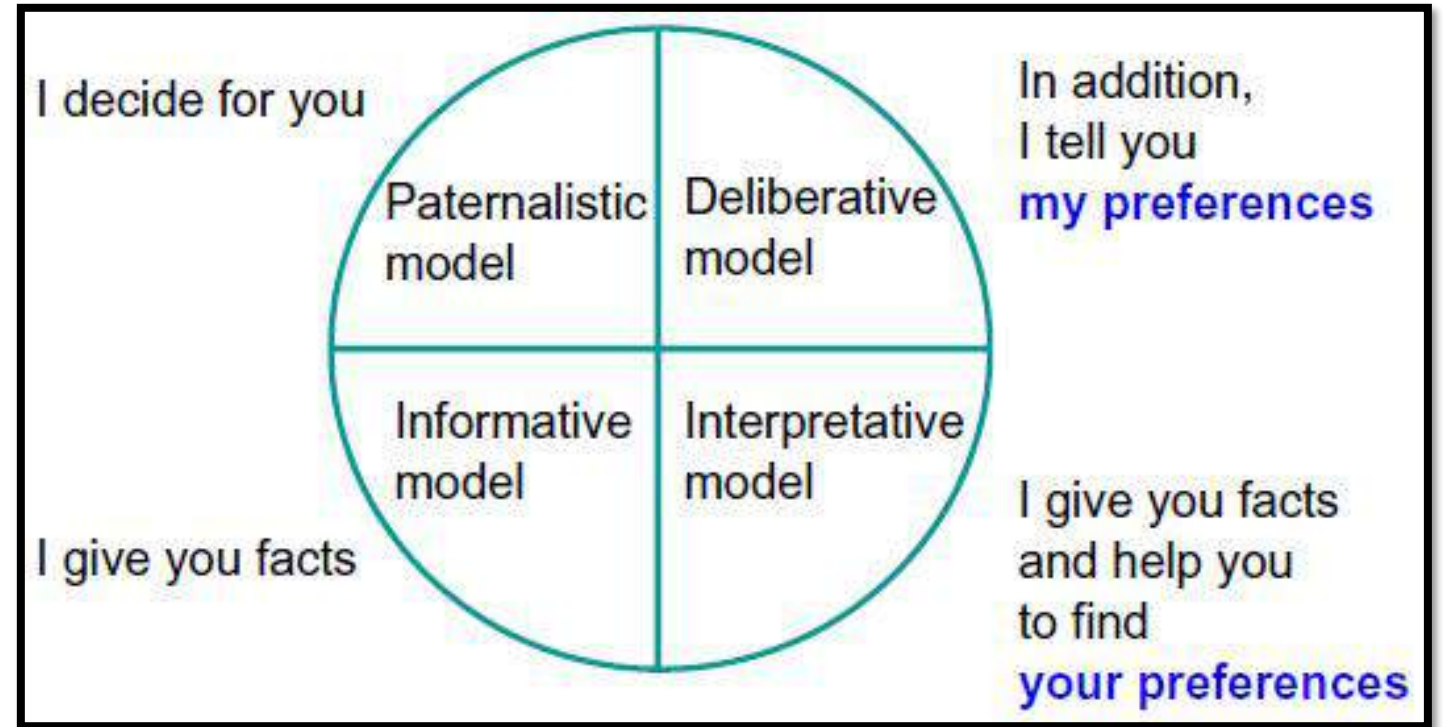 I decide for you
Paternalistic
model
Deliberative
model
In addition,
I tell you
my preferences
Informative
model
Interpretative
model
I give you facts
I give you facts
and help you
to find
your preferences